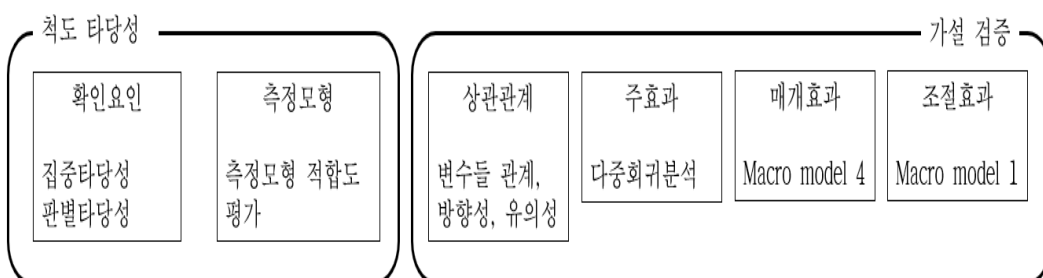 척도 타당성
확인요인
집중타당성
판별타당성
측정모형
측정모형 적합도
평가
가설 검증
상관관계
변수들 관계,
방향성, 유의성
주효과
다중회귀분석
매개효과
Macro model 4
조절효과
Macro model 1